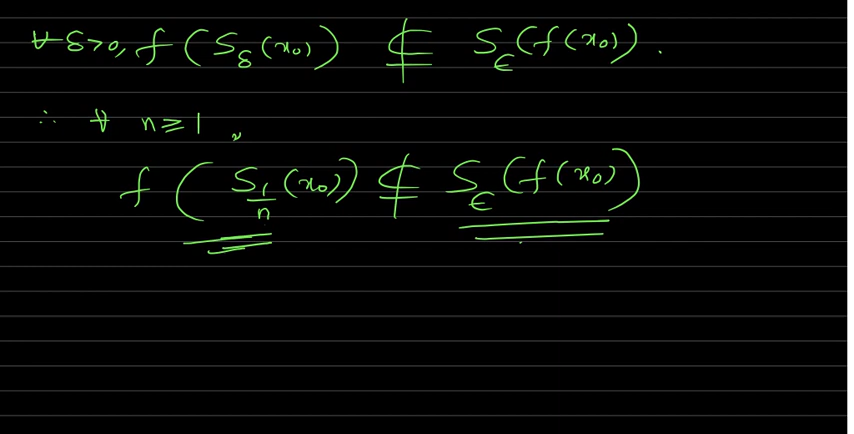 ∀ δ>0, f ( S_δ (x₀) ) ⊈ S_ε (f (x₀) .
∴ ∀ n ≥ 1 ,
f ( S_{1/n} (x₀) ) ⊈ S_ε ( f (x₀) )